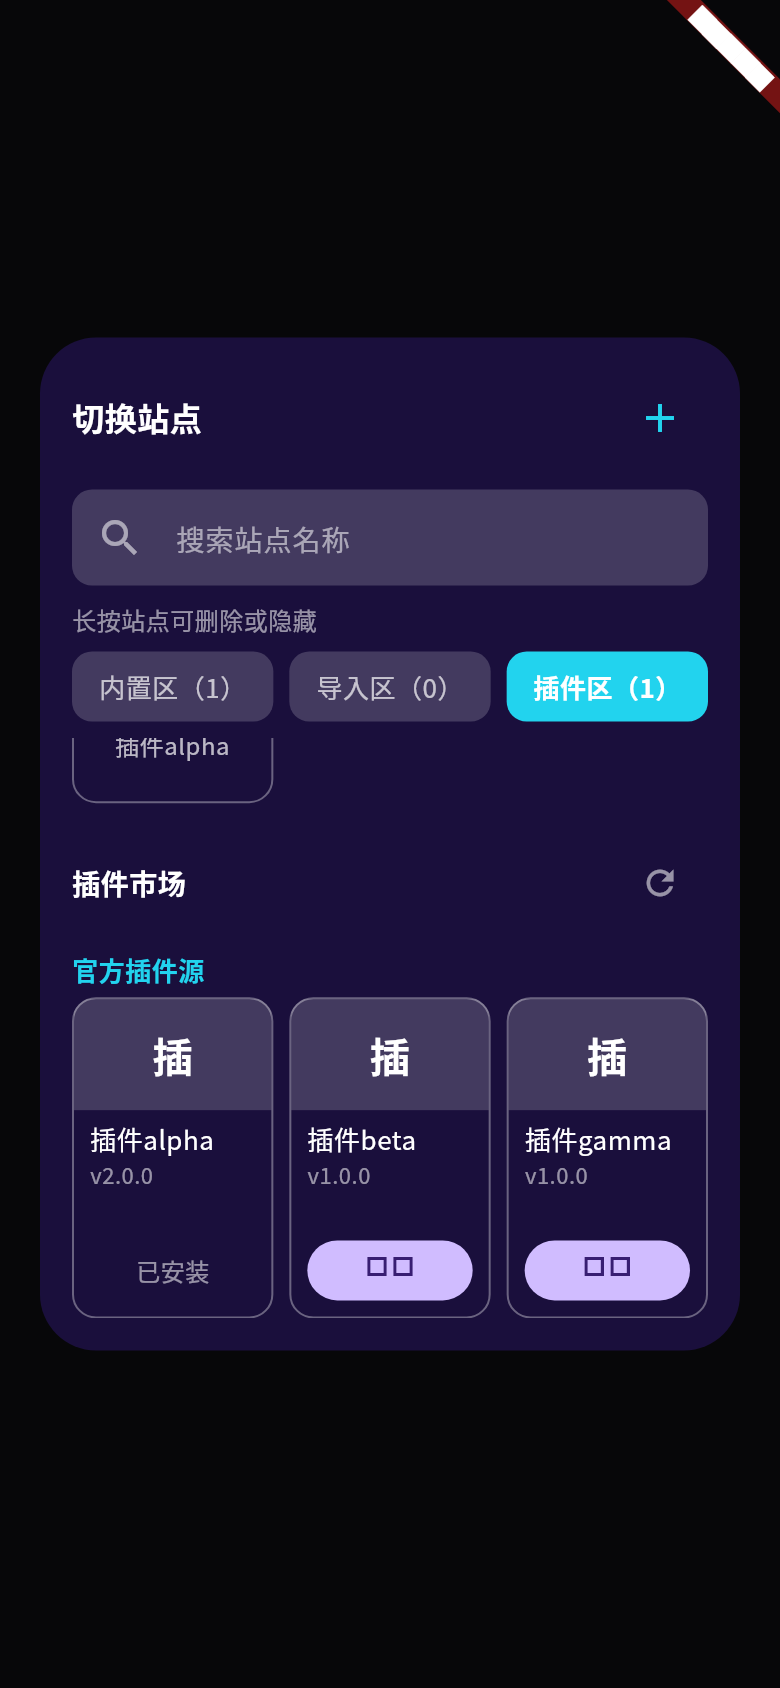 切换站点
搜索站点名称
长按站点可删除或隐藏
内置区（1） 导入区（0） 插件区（1）
插件alpha
插件市场
官方插件源
插 插 插
插件alpha 插件beta 插件gamma
v2.0.0 v1.0.0 v1.0.0
已安装